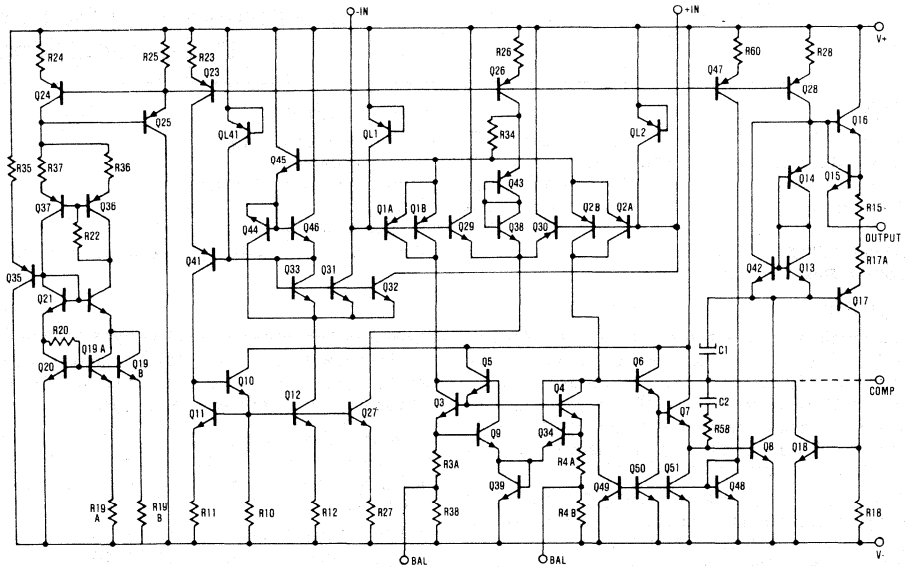 -IN +IN
R24 R25 R23 R26 R60 R28 V+
Q24 Q23 Q26 Q47 Q28 Q16
Q25 QL41 QL1 R34 QL2
R35 R37 R36 Q45 Q43 Q14 Q15
Q37 Q36 Q1A Q1B Q2B Q2A R15
R22 Q44 Q46 Q29 Q38 Q30 OUTPUT
Q35 Q41 Q33 Q31 Q32 Q42 Q13 R17A
Q21 Q17
R20 Q19 A Q19 B Q5 Q6 C1
Q20 Q10 Q3 Q4 Q7 C2 COMP
Q11 Q12 Q27 Q9 Q34 R58 Q8 Q18
R3A R4A
Q39 Q49 Q50 Q51 Q48
R19 A R19 B R11 R10 R12 R27 R38 R4B R18
V-
BAL BAL